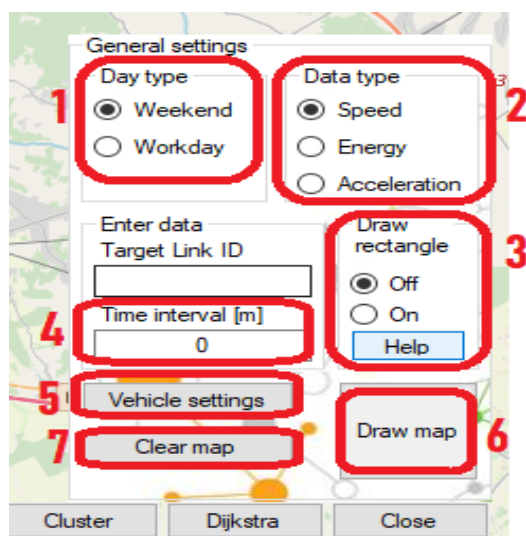 General settings
Day type
Data type
1
Weekend
Speed
2
Workday
Energy
Acceleration
3
Enter data
Draw
rectangle
Target Link ID
3
Off
4
Time interval [m]
On
0
Help
5
Vehicle settings
7
Clear map
Draw map
6
Cluster
Dijkstra
Close